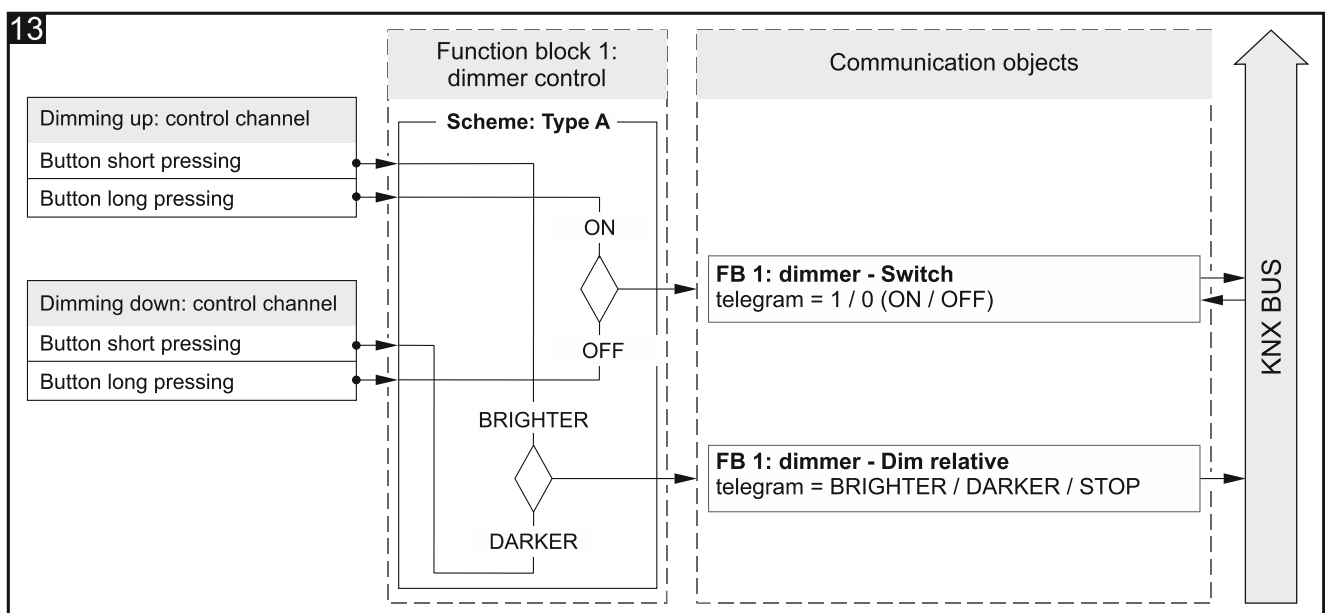 13
Function block 1:
dimmer control
Communication objects
Dimming up: control channel
Button short pressing
Button long pressing
Scheme: Type A
ON
OFF
Dimming down: control channel
Button short pressing
Button long pressing
BRIGHTER
DARKER
FB 1: dimmer - Switch
telegram = 1 / 0 (ON / OFF)
FB 1: dimmer - Dim relative
telegram = BRIGHTER / DARKER / STOP
KNX BUS